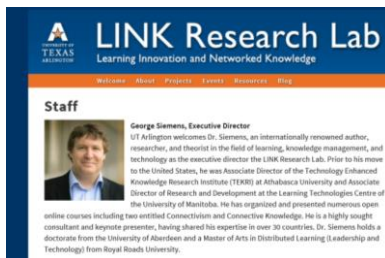 UNIVERSITY OF
TEXAS
ARLINGTON
LINK Research Lab
Learning Innovation and Networked Knowledge
Welcome About Projects Events Resources Blog
Staff
George Siemens, Executive Director
UT Arlington welcomes Dr. Siemens, an internationally renowned author,
researcher, and theorist in the field of learning, knowledge management, and
technology as the executive director the LINK Research Lab. Prior to his move
to the United States, he was Associate Director of the Technology Enhanced
Knowledge Research Institute (TEKRI) at Athabasca University and Associate
Director of Research and Development at the Learning Technologies Centre of
the University of Manitoba. He has organized and presented numerous open
online courses including two entitled Connectivism and Connective Knowledge. He is a highly sought
consultant and keynote presenter, having shared his expertise in over 30 countries. Dr. Siemens holds a
doctorate from the University of Aberdeen and a Master of Arts in Distributed Learning (Leadership and
Technology) from Royal Roads University.